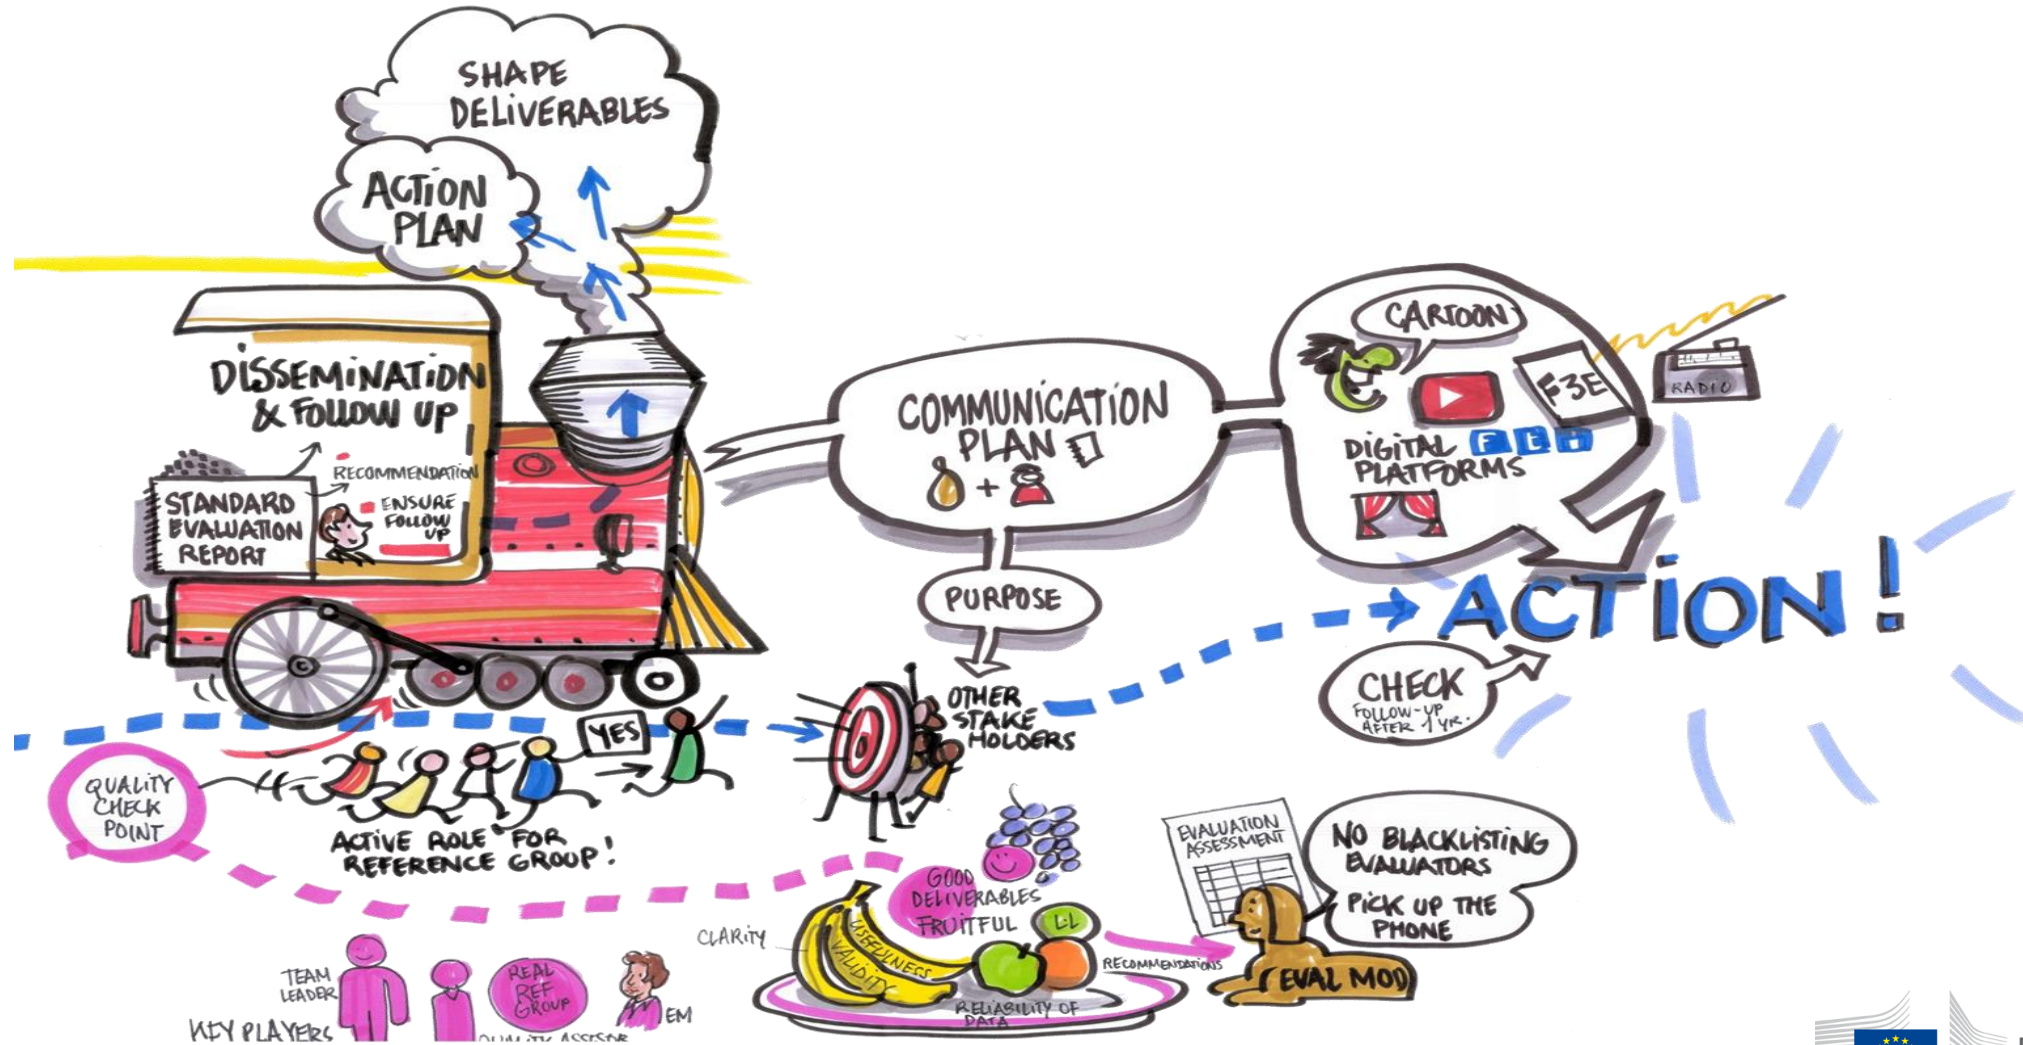 SHAPE
DELiVERABLES
ACTiON
PLAN
DiSSEMiNATiON
& FOLLOW UP
RECOMMENDATION
ENSURE
FOLLOW
UP
STANDARD
EVALUATION
REPORT
COMMUNiCATiON
PLAN
PURPOSE
CARTOON
F3E
RADIO
DiGiTAL
PLATFORMS
F t i
ACTiON!
CHECK
FOLLOW-UP
AFTER 1 YR.
OTHER
STAKE
HOLDERS
YES
QUALITY
CHECK
POINT
ACTiVE ROLE FOR
REFERENCE GROUP!
GOOD
DELiVERABLES
FRUiTFUL
CLARiTY
USEFULNESS
VALIDITY
LL
RECOMMENDATIONS
RELiABiLiTY OF
DATA
EVALUATION
ASSESSMENT
NO BLACKLiSTiNG
EVALUATORS
PiCK UP THE
PHONE
EVAL MOD
TEAM
LEADER
REAL
REF
GROUP
EM
KEY PLAYERS
QUALITY ASSESOR